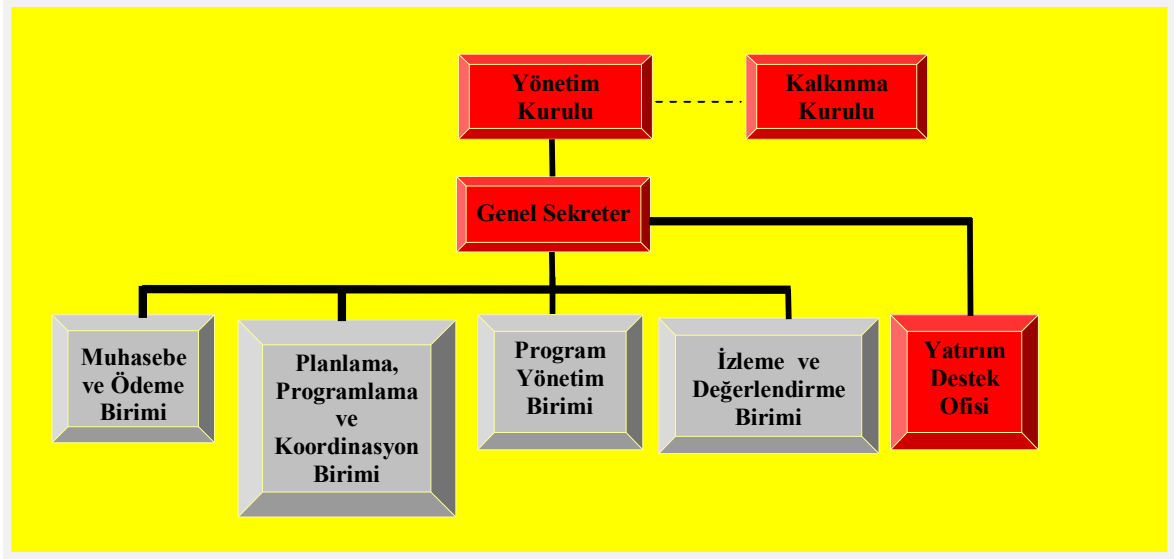 Yönetim
Kurulu
Kalkınma
Kurulu
Genel Sekreter
Muhasebe
ve Ödeme
Birimi
Planlama,
Programlama
ve
Koordinasyon
Birimi
Program
Yönetim
Birimi
İzleme ve
Değerlendirme
Birimi
Yatırım
Destek
Ofisi